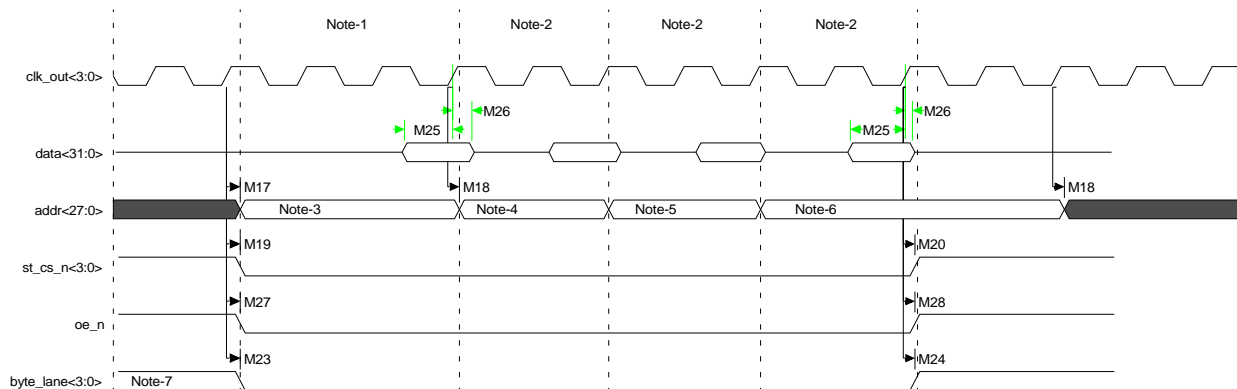 Note-1 Note-2 Note-2 Note-2
clk_out<3:0>
M26 M26
M25 M25
data<31:0>
M17 M18 M18
addr<27:0> Note-3 Note-4 Note-5 Note-6
M19 M20
st_cs_n<3:0>
M27 M28
oe_n
M23 M24
byte_lane<3:0> Note-7